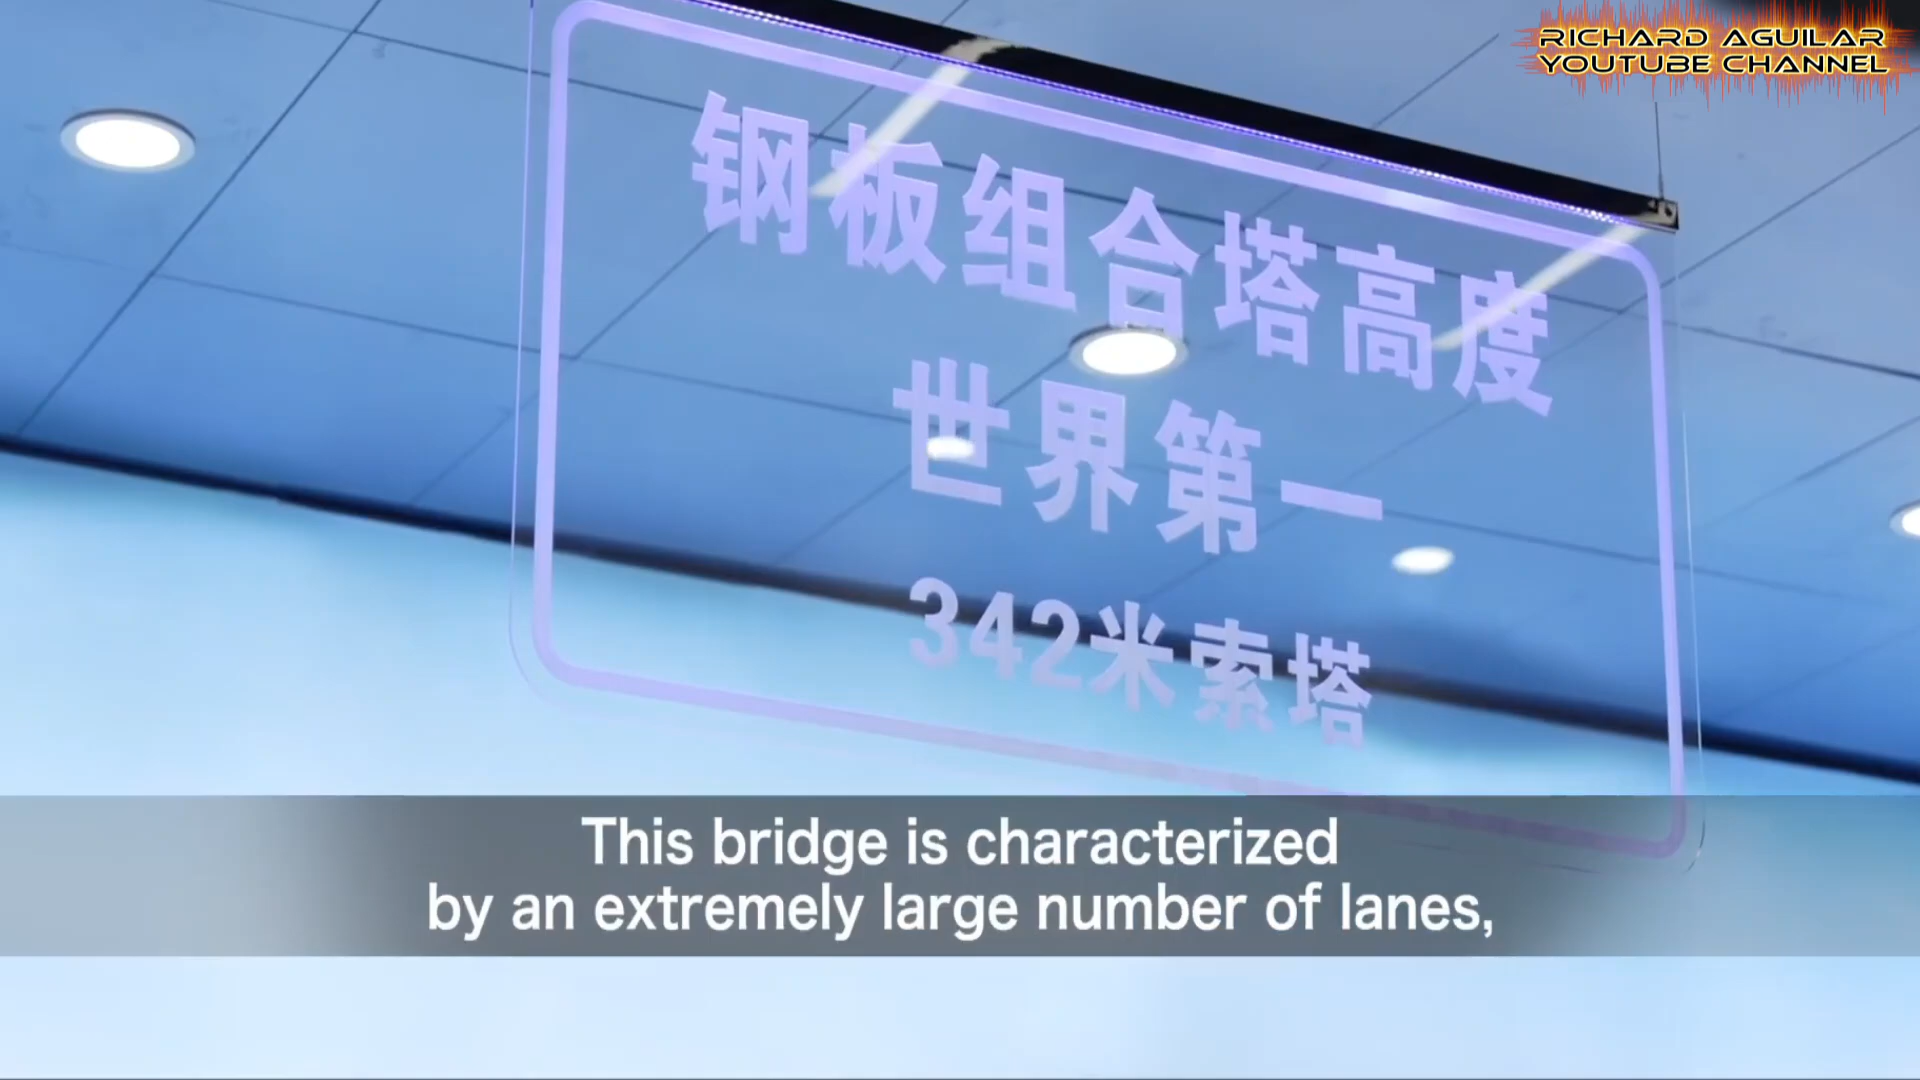 RICHARD AGUILAR
YOUTUBE CHANNEL
钢板组合塔高度
世界第一
342米索塔
This bridge is characterized
by an extremely large number of lanes,